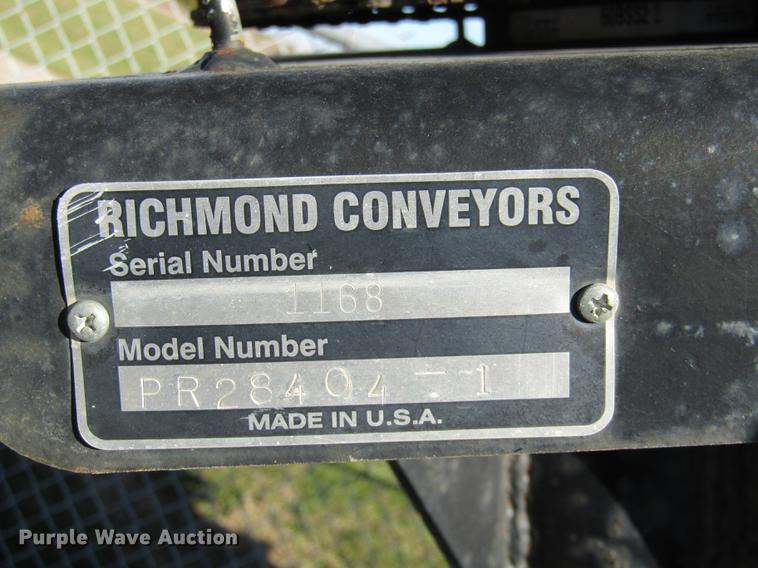 RICHMOND CONVEYORS
Serial Number
1168
Model Number
PR28404-1
MADE IN U.S.A.
Purple Wave Auction